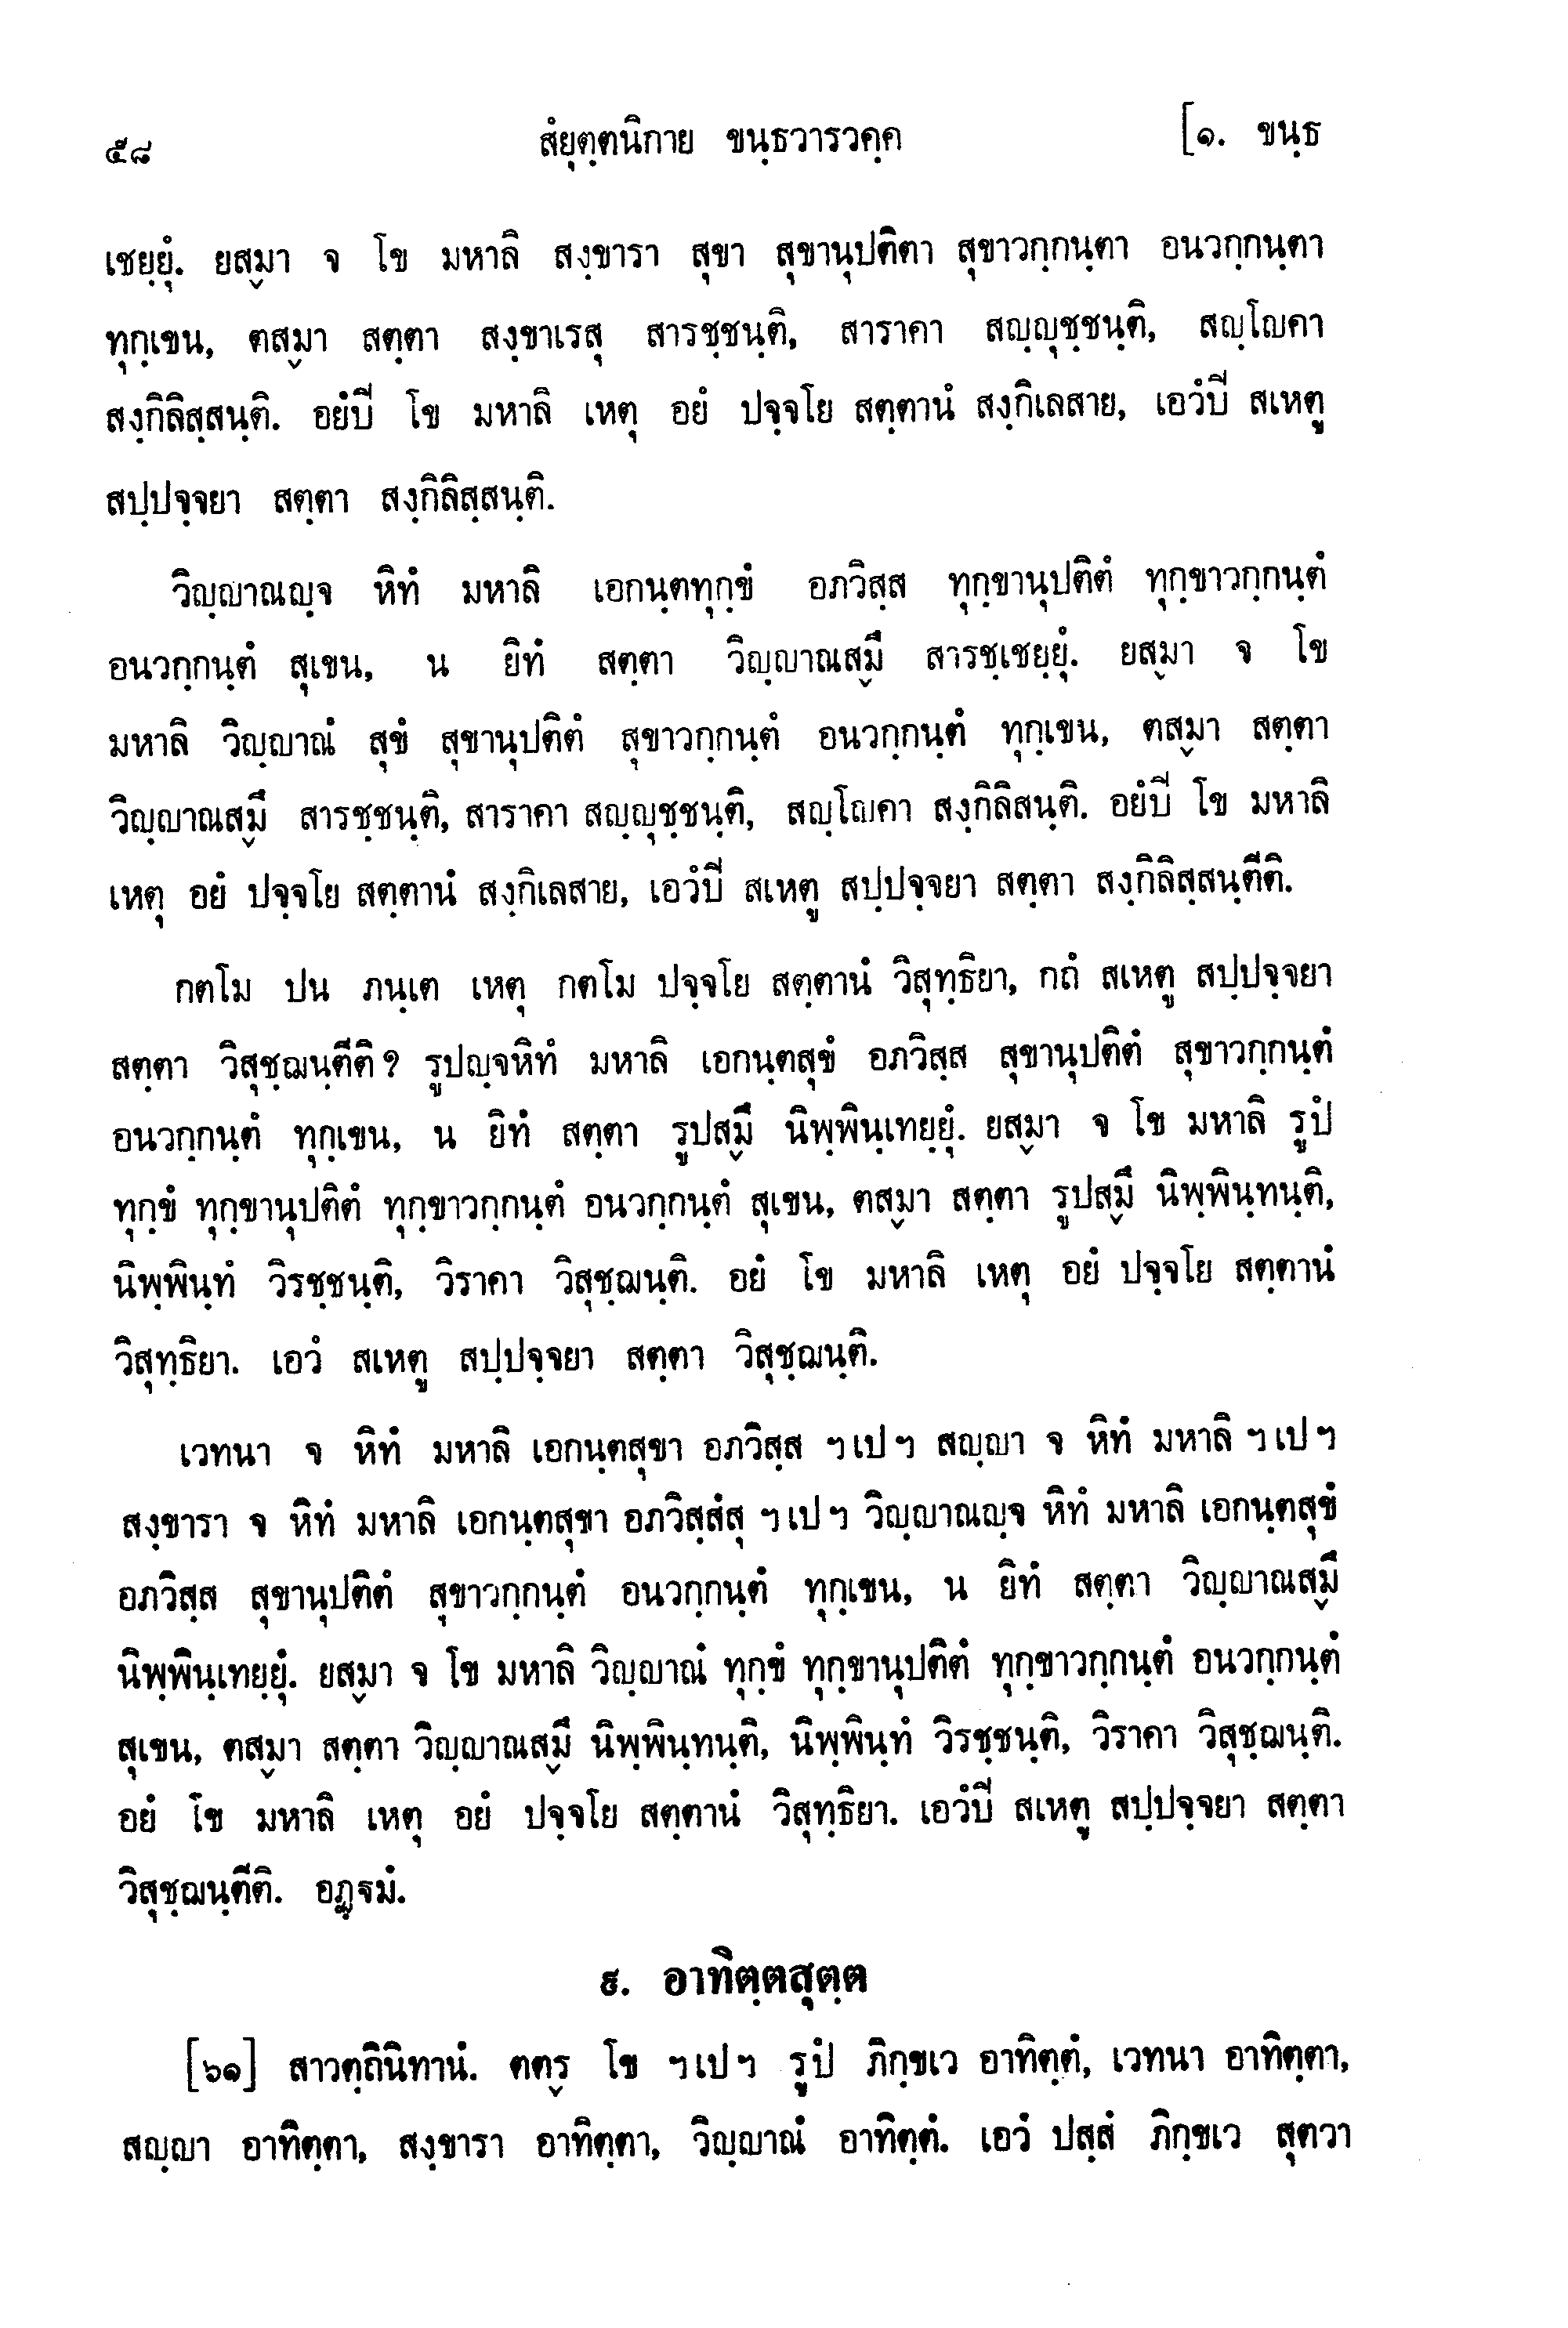 ๕๘ สํยุตฺตนิกาย ขนฺธวารวคฺค [๑. ขนฺธ
เชยฺยุํ. ยสฺมา จ โข มหาลิ สงฺขารา สุขา สุขานุปติตา สุขาวกฺกนฺตา อนวกฺกนฺตา
ทุกฺเขน, ตสฺมา สตฺตา สงฺขาเรสุ สารชฺชนฺติ, สาราคา สญฺญุชฺชนฺติ, สญฺโญคา
สงฺกิลิสฺสนฺติ. อยํปี โข มหาลิ เหตุ อยํ ปจฺจโย สตฺตานํ สงฺกิเลสาย, เอวํปี สเหตู
สปฺปจฺจยา สตฺตา สงฺกิลิสฺสนฺติ.
วิญฺญาณญฺจ หิทํ มหาลิ เอกนฺตทุกฺขํ อภวิสฺส ทุกฺขานุปติตํ ทุกฺขาวกฺกนฺตํ
อนวกฺกนฺตํ สุเขน, น ยิทํ สตฺตา วิญฺญาณสฺมึ สารชฺเชยฺยุํ. ยสฺมา จ โข
มหาลิ วิญฺญาณํ สุขํ สุขานุปติตํ สุขาวกฺกนฺตํ อนวกฺกนฺตํ ทุกฺเขน, ตสฺมา สตฺตา
วิญฺญาณสฺมึ สารชฺชนฺติ, สาราคา สญฺญุชฺชนฺติ, สญฺโญคา สงฺกิลิสนฺติ. อยํปี โข มหาลิ
เหตุ อยํ ปจฺจโย สตฺตานํ สงฺกิเลสาย, เอวํปี สเหตู สปฺปจฺจยา สตฺตา สงฺกิลิสฺสนฺตีติ.
กตโม ปน ภนฺเต เหตุ กตโม ปจฺจโย สตฺตานํ วิสุทฺธิยา, กถํ สเหตู สปฺปจฺจยา
สตฺตา วิสุชฺฌนฺตีติ? รูปญฺจหิทํ มหาลิ เอกนฺตสุขํ อภวิสฺส สุขานุปติตํ สุขาวกฺกนฺตํ
อนวกฺกนฺตํ ทุกฺเขน, น ยิทํ สตฺตา รูปสฺมึ นิพฺพินฺเทยฺยุํ. ยสฺมา จ โข มหาลิ รูปํ
ทุกฺขํ ทุกฺขานุปติตํ ทุกฺขาวกฺกนฺตํ อนวกฺกนฺตํ สุเขน, ตสฺมา สตฺตา รูปสฺมึ นิพฺพินฺทนฺติ,
นิพฺพินฺทํ วิรชฺชนฺติ, วิราคา วิสุชฺฌนฺติ. อยํ โข มหาลิ เหตุ อยํ ปจฺจโย สตฺตานํ
วิสุทฺธิยา. เอวํ สเหตู สปฺปจฺจยา สตฺตา วิสุชฺฌนฺติ.
เวทนา จ หิทํ มหาลิ เอกนฺตสุขา อภวิสฺส ฯ เป ฯ สญฺญา จ หิทํ มหาลิ ฯ เป ฯ
สงฺขารา จ หิทํ มหาลิ เอกนฺตสุขา อภวิสฺสํสุ ฯ เป ฯ วิญฺญาณญฺจ หิทํ มหาลิ เอกนฺตสุขํ
อภวิสฺส สุขานุปติตํ สุขาวกฺกนฺตํ อนวกฺกนฺตํ ทุกฺเขน, น ยิทํ สตฺตา วิญฺญาณสฺมึ
นิพฺพินฺเทยฺยุํ. ยสฺมา จ โข มหาลิ วิญฺญาณํ ทุกฺขํ ทุกฺขานุปติตํ ทุกฺขาวกฺกนฺตํ อนวกฺกนฺตํ
สุเขน, ตสฺมา สตฺตา วิญฺญาณสฺมึ นิพฺพินฺทนฺติ, นิพฺพินฺทํ วิรชฺชนฺติ, วิราคา วิสุชฺฌนฺติ.
อยํ โข มหาลิ เหตุ อยํ ปจฺจโย สตฺตานํ วิสุทฺธิยา. เอวํปี สเหตู สปฺปจฺจยา สตฺตา
วิสุชฺฌนฺตีติ. อฏฺฐมํ.
๙. อาทิตฺตสุตฺต
[๖๑] สาวตฺถินิทานํ. ตตฺร โข ฯ เป ฯ รูปํ ภิกฺขเว อาทิตฺตํ, เวทนา อาทิตฺตา,
สญฺญา อาทิตฺตา, สงฺขารา อาทิตฺตา, วิญฺญาณํ อาทิตฺตํ. เอวํ ปสฺสํ ภิกฺขเว สุตวา